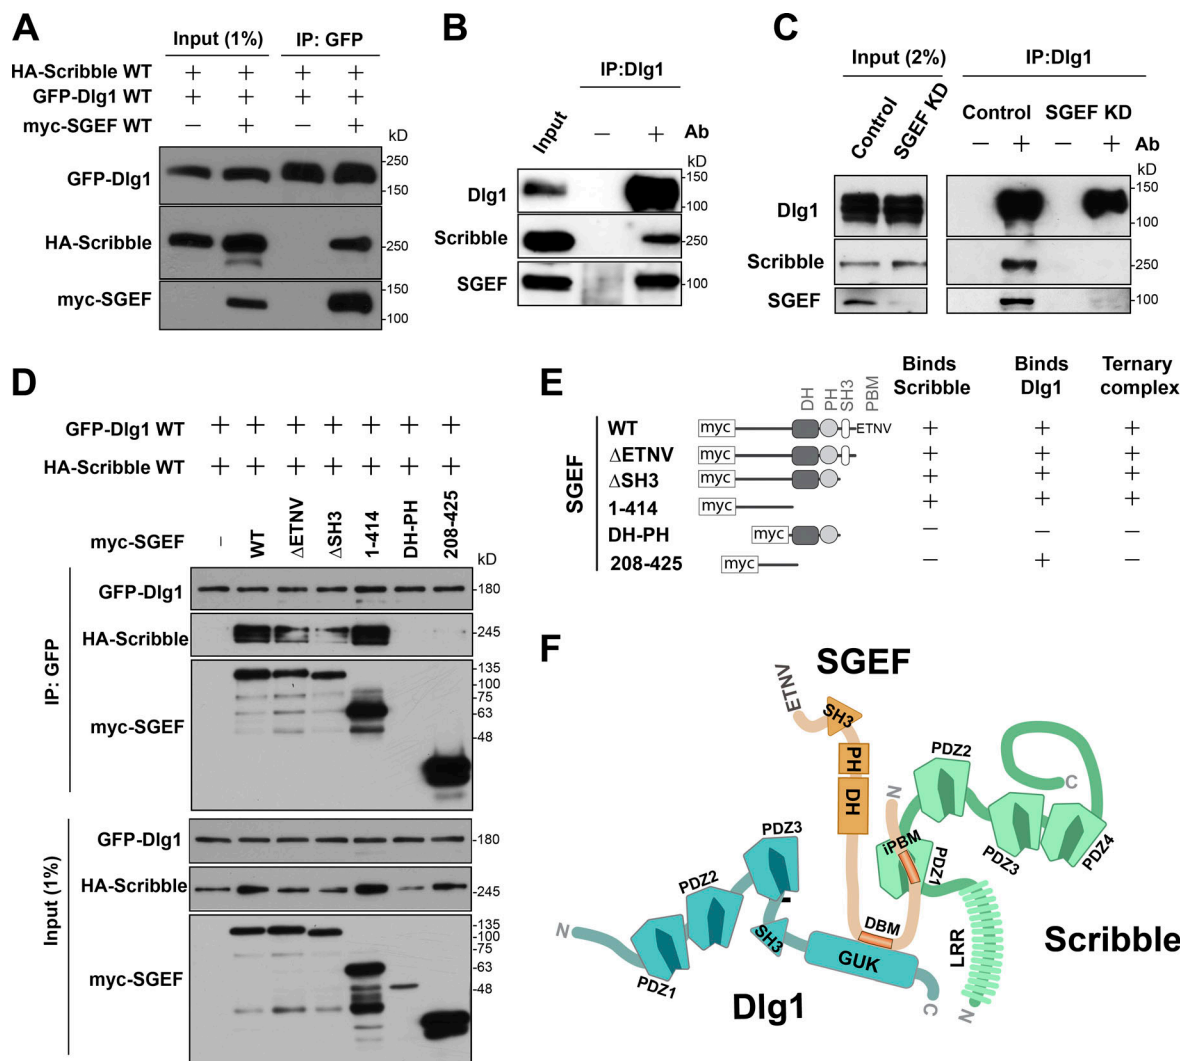 A
Input (1%) IP: GFP
HA-Scribble WT + + + +
GFP-Dlg1 WT + + + +
myc-SGEF WT − + − +
kD
GFP-Dlg1 250
150
HA-Scribble 250
myc-SGEF 150
100
B
IP:Dlg1
Input − + Ab
kD
Dlg1 150
100
Scribble 250
SGEF 100
C
Input (2%) IP:Dlg1
Control SGEF KD Control SGEF KD
− + − + Ab
kD
Dlg1 150
100
Scribble 250
SGEF 100
D
GFP-Dlg1 WT + + + + + + +
HA-Scribble WT + + + + + + +
myc-SGEF − WT ΔETNV ΔSH3 1-414 DH-PH 208-425
kD
IP: GFP
GFP-Dlg1 180
HA-Scribble 245
myc-SGEF 135
100
75
63
48
Input (1%)
GFP-Dlg1 180
HA-Scribble 245
myc-SGEF 135
100
75
63
48
E
Binds Scribble Binds Dlg1 Ternary complex
DH PH SH3 PBM
SGEF
WT myc ETNV + + +
ΔETNV myc + + +
ΔSH3 myc + + +
1-414 myc + + +
DH-PH myc − − −
208-425 myc − + −
F
SGEF
ETNV
SH3
PH
DH
DBM
iPBM
N
PDZ1
PDZ2
PDZ3
PDZ4
C
LRR
N
Scribble
N
PDZ1
PDZ2
PDZ3
SH3
GUK
C
Dlg1